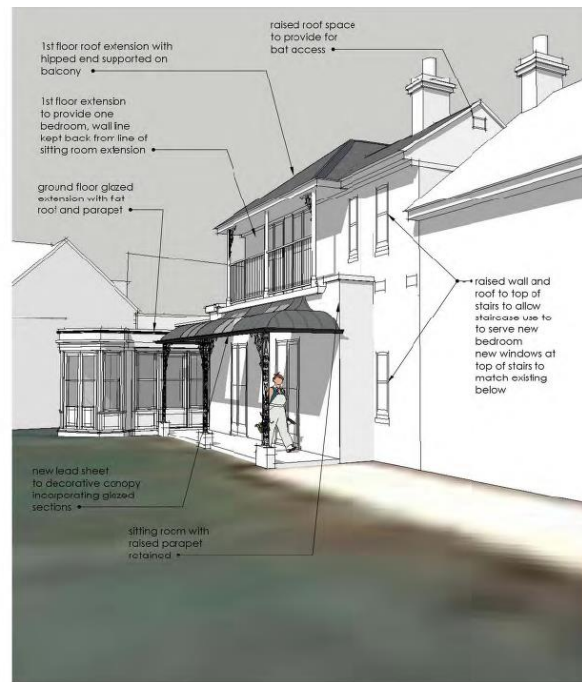 1st floor roof extension with
hipped end supported on
balcony
raised roof space
to provide for
bat access
1st floor extension
to provide one
bedroom, wall line
kept back from line of
sitting room extension
ground floor glazed
extension with flat
roof and parapet
raised wall and
roof to top of
stairs to allow
staircase use to
to serve new
bedroom
new windows at
top of stairs to
match existing
below
new lead sheet
to decorative canopy
incorporating glazed
sections
sitting room with
raised parapet
retained